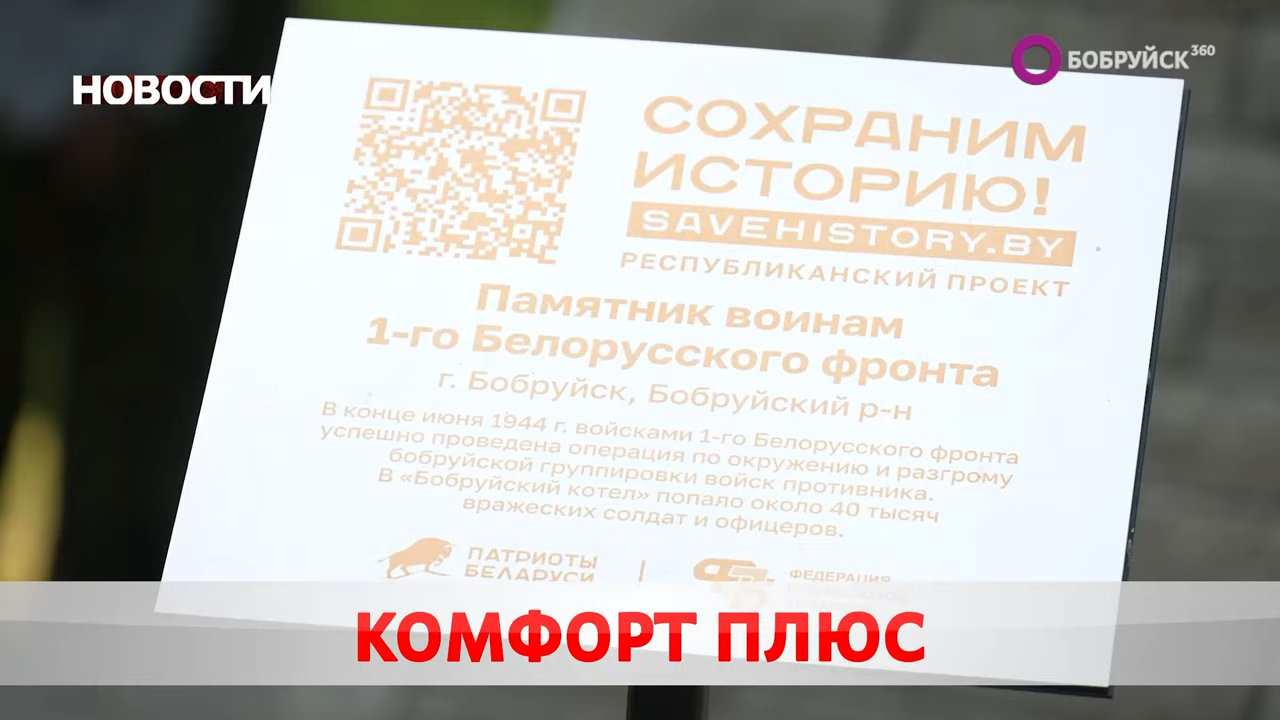 НОВОСТИ
БОБРУЙСК 360
СОХРАНИМ
ИСТОРИЮ!
SAVEHISTORY.BY
РЕСПУБЛИКАНСКИЙ ПРОЕКТ
Памятник воинам
1-го Белорусского фронта
г. Бобруйск, Бобруйский р-н
В конце июня 1944 г. войсками 1-го Белорусского фронта
успешно проведена операция по окружению и разгрому
бобруйской группировки войск противника.
В «Бобруйский котел» попало около 40 тысяч
вражеских солдат и офицеров.
ПАТРИОТЫ
БЕЛАРУСИ
ФЕДЕРАЦИЯ
КОМФОРТ ПЛЮС